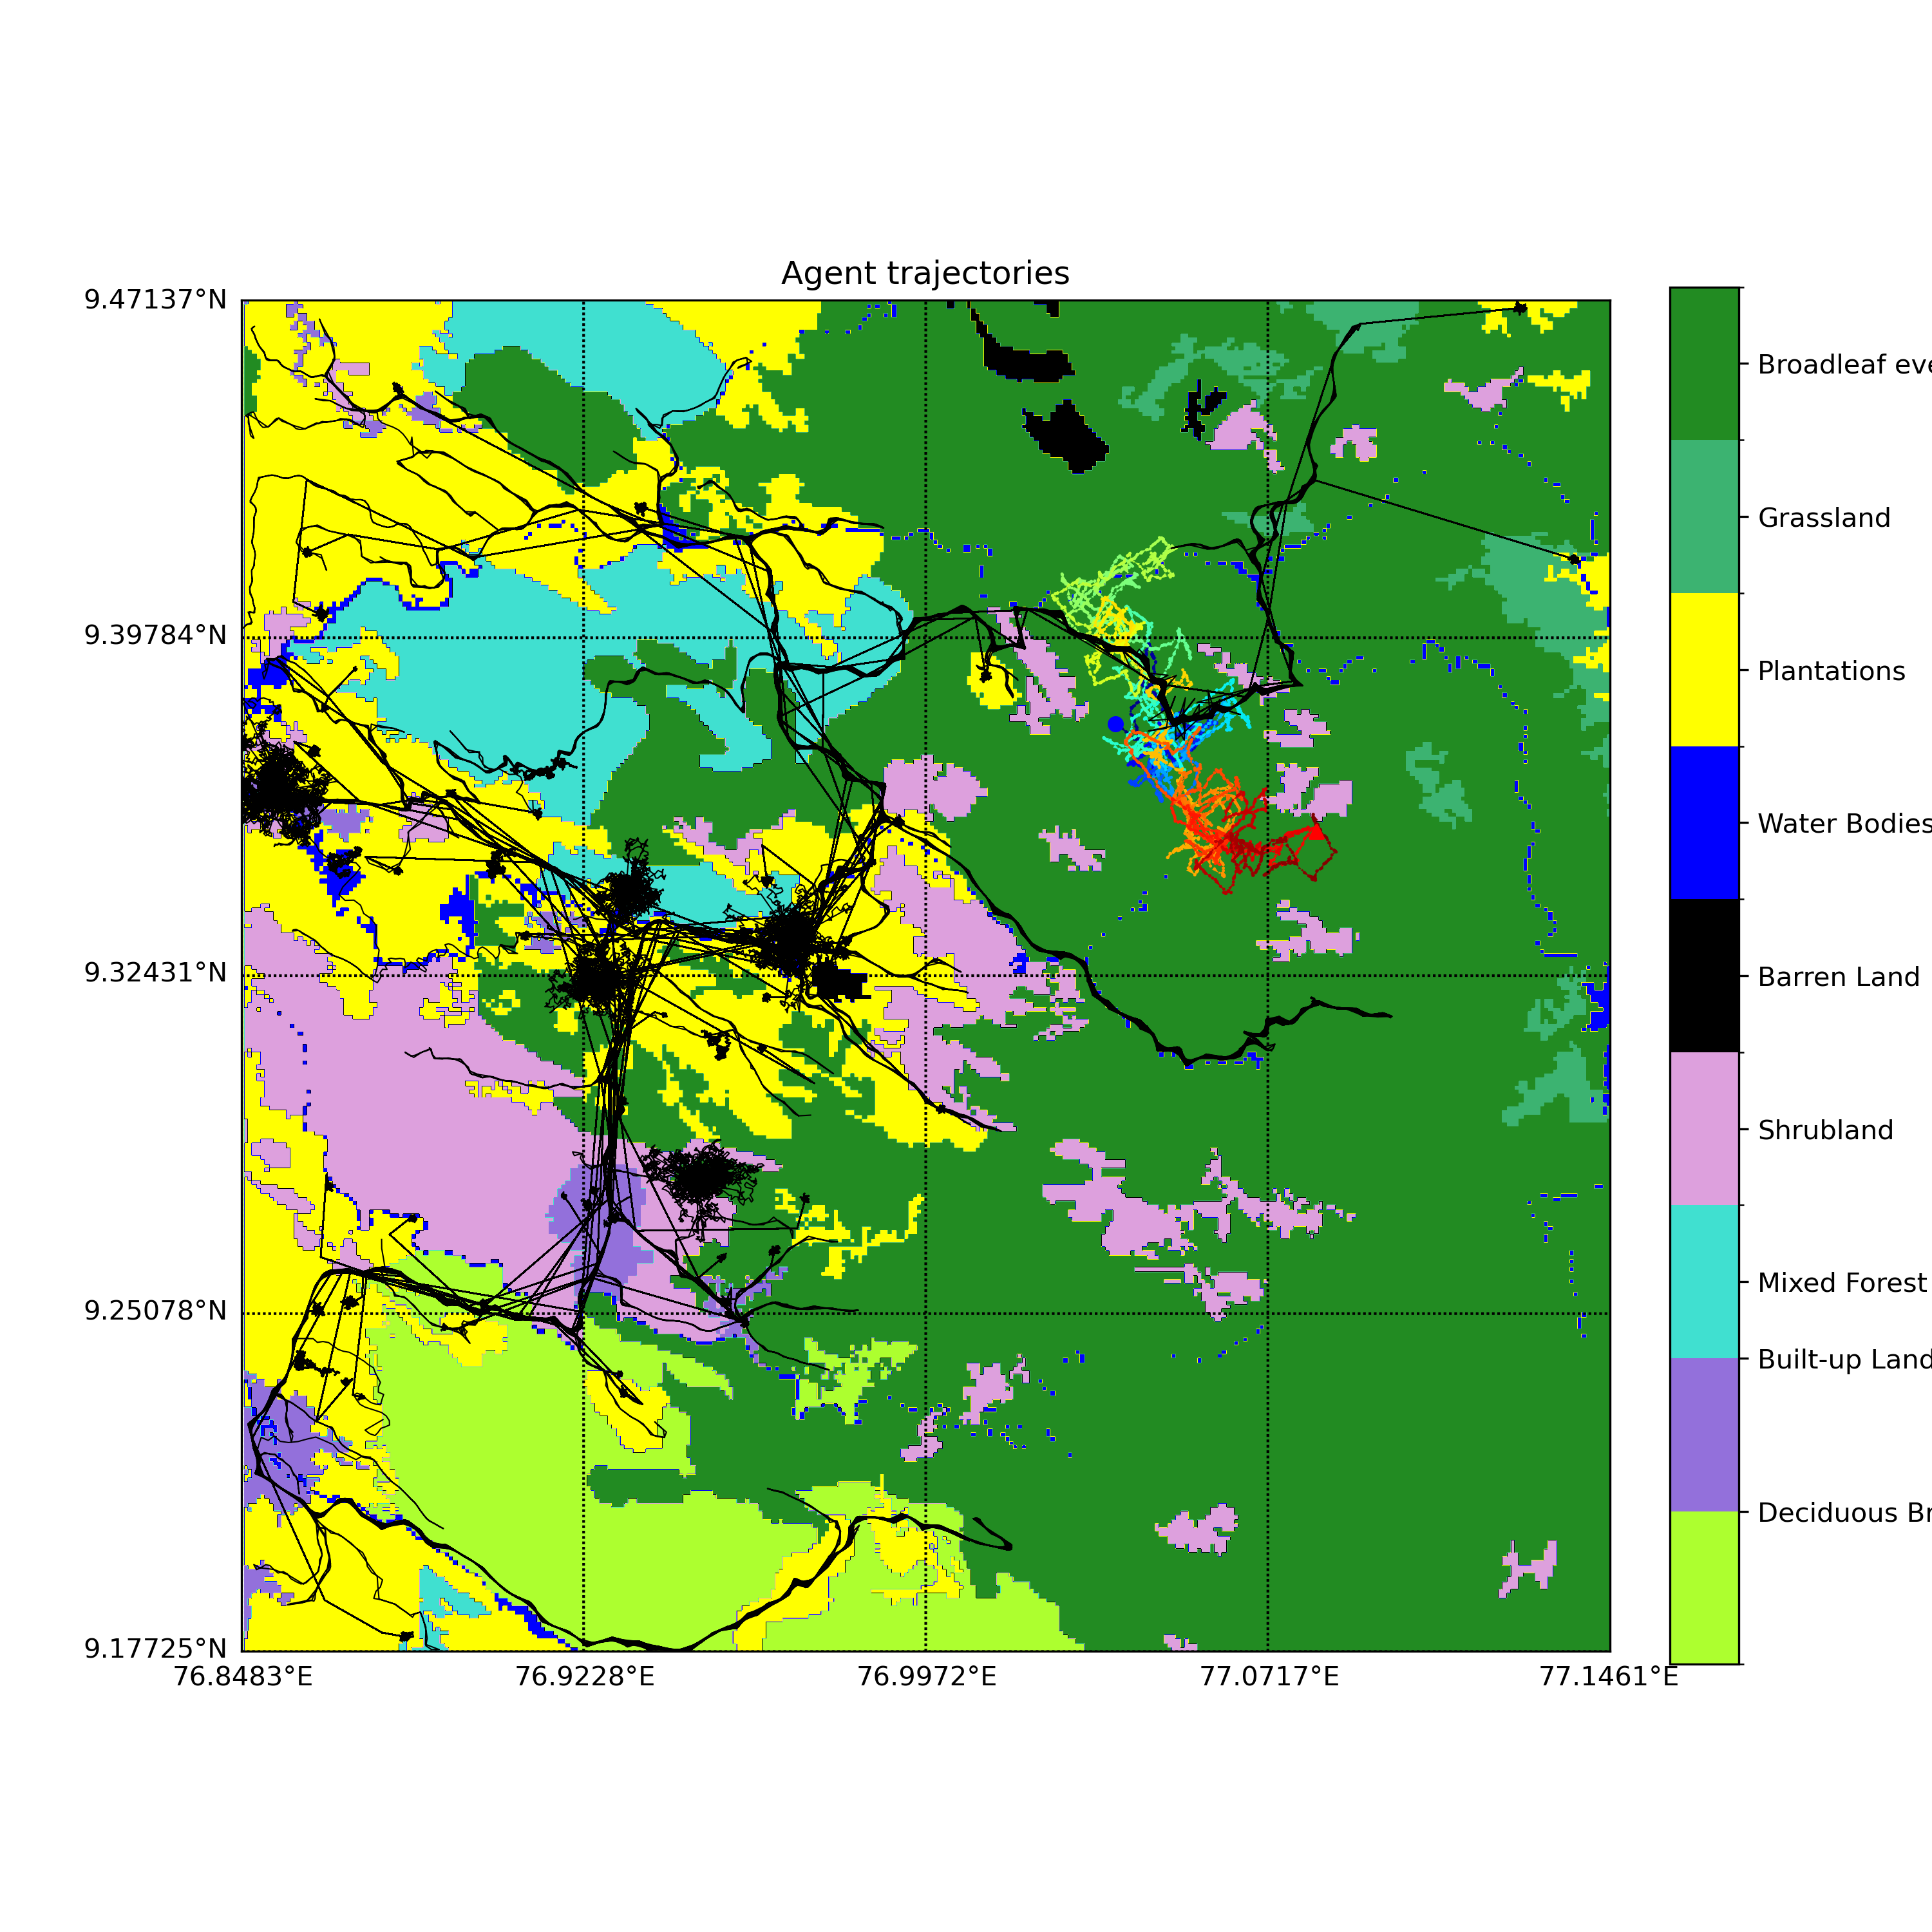 Agent trajectories
9.47137°N
9.39784°N
9.32431°N
9.25078°N
9.17725°N
76.8483°E
76.9228°E
76.9972°E
77.0717°E
77.1461°E
Broadleaf eve
Grassland
Plantations
Water Bodies
Barren Land
Shrubland
Mixed Forest
Built-up Land
Deciduous Br